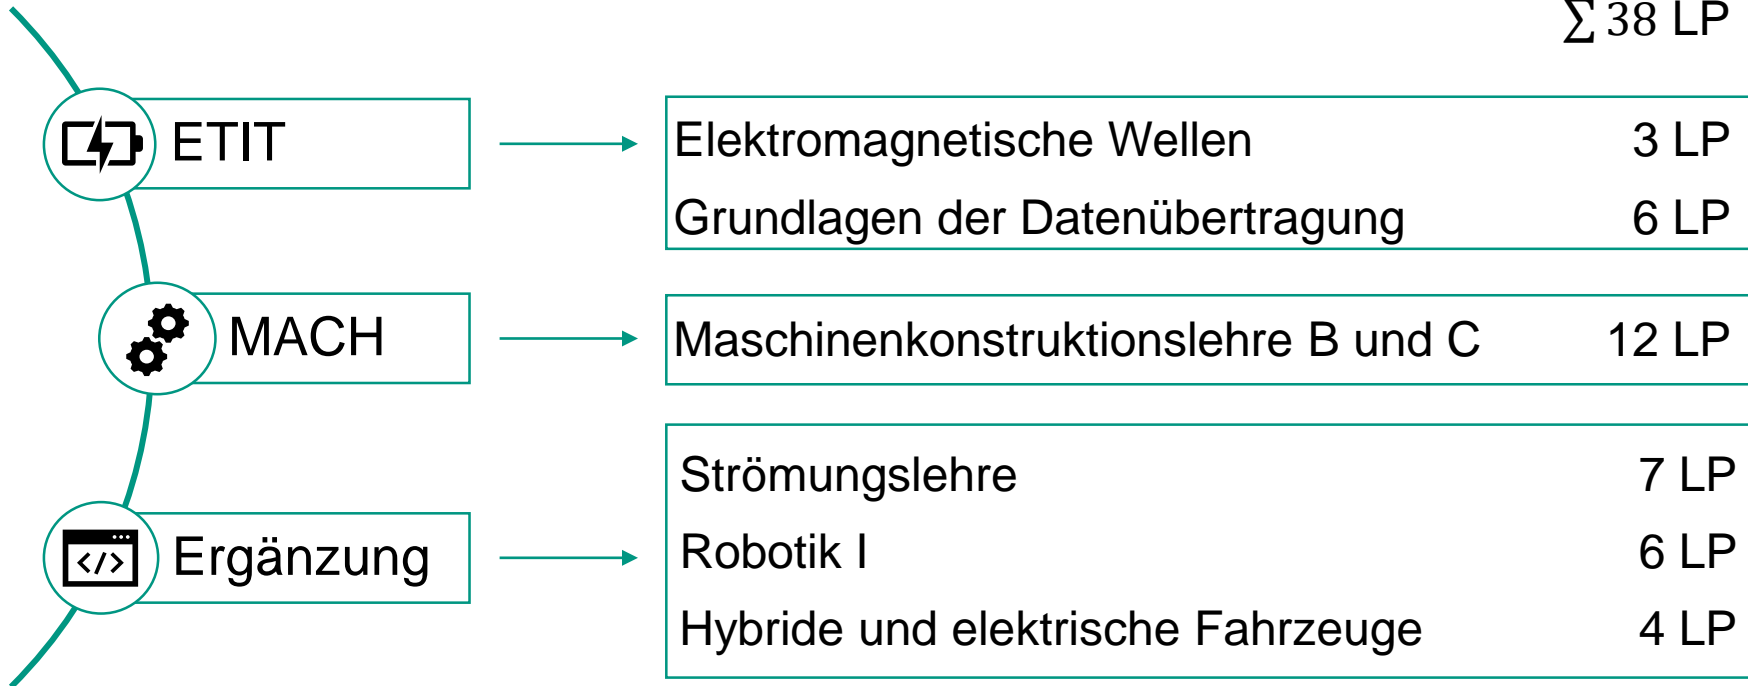 ∑ 38 LP
ETIT
Elektromagnetische Wellen 3 LP
Grundlagen der Datenübertragung 6 LP
MACH
Maschinenkonstruktionslehre B und C 12 LP
Ergänzung
Strömungslehre 7 LP
Robotik I 6 LP
Hybride und elektrische Fahrzeuge 4 LP